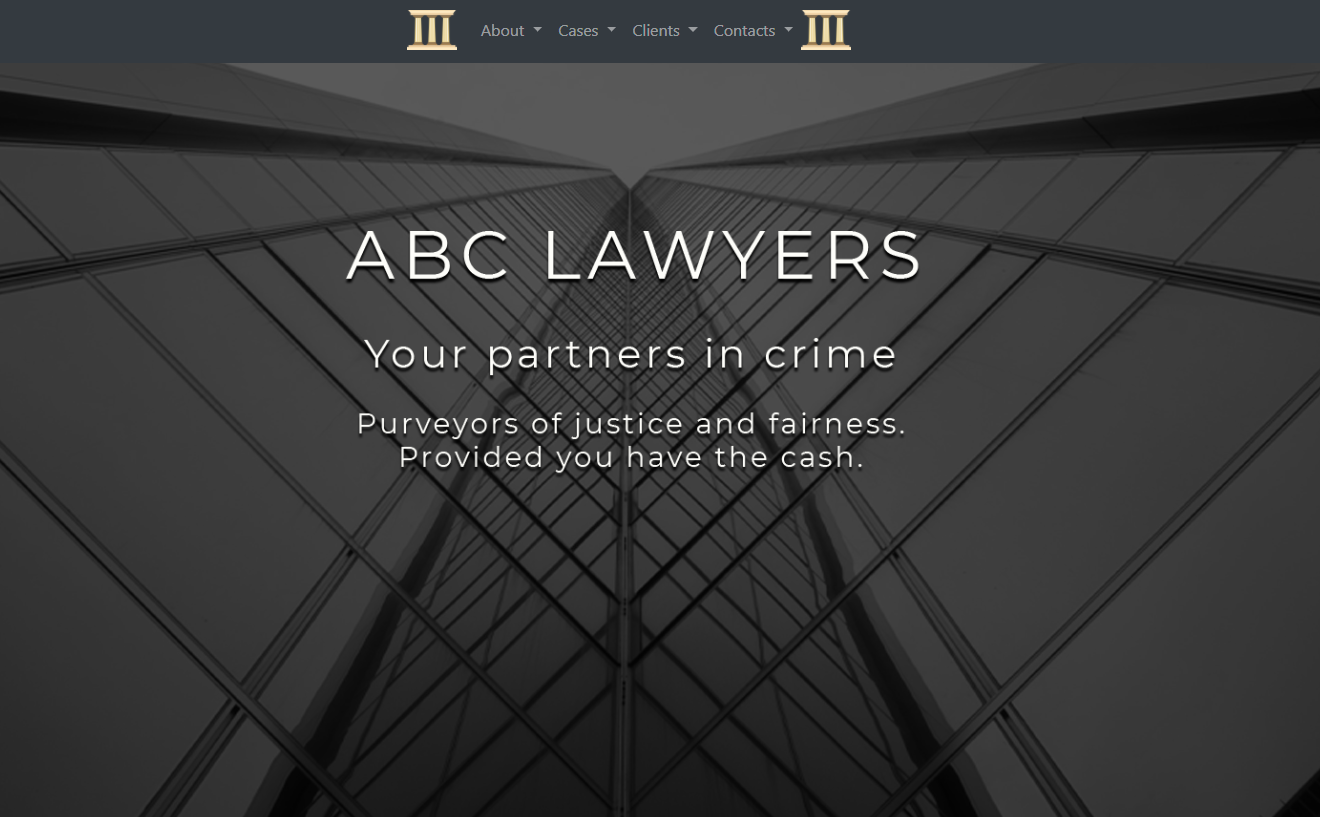 About Cases Clients Contacts
ABC LAWYERS
Your partners in crime
Purveyors of justice and fairness.
Provided you have the cash.